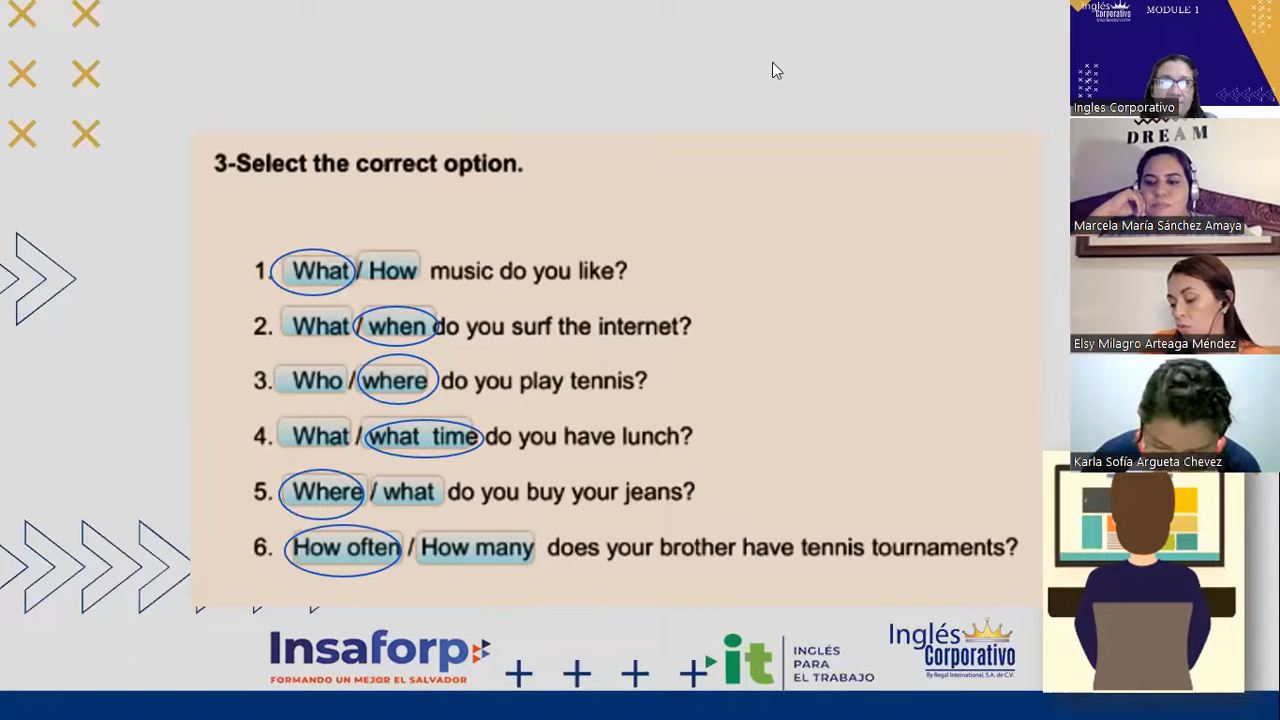 3-Select the correct option.
1. What / How music do you like?
2. What / when do you surf the internet?
3. Who / where do you play tennis?
4. What / what time do you have lunch?
5. Where / what do you buy your jeans?
6. How often / How many does your brother have tennis tournaments?
Insaforp
FORMANDO UN MEJOR EL SALVADOR
it
INGLÉS
PARA
EL TRABAJO
Inglés
Corporativo
By Regal International, S.A. de C.V.
Inglés
Corporativo
MODULE 1
Ingles Corporativo
DREAM
Marcela María Sánchez Amaya
Elsy Milagro Arteaga Méndez
Karla Sofía Argueta Chevez